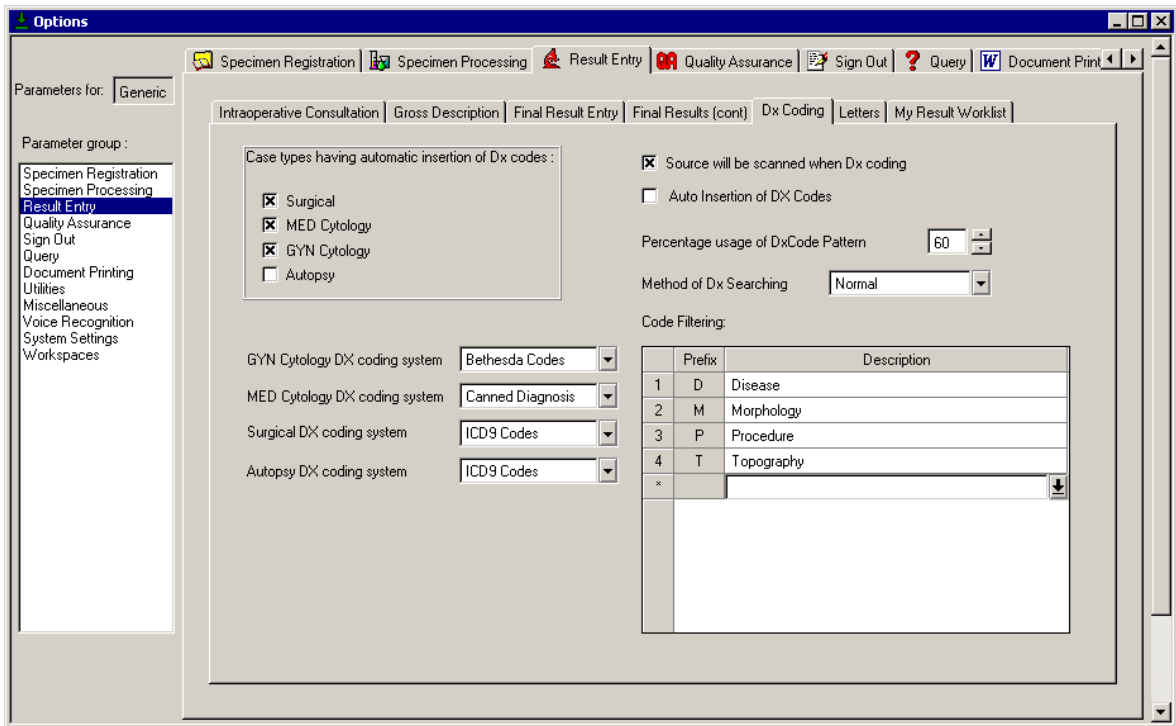 Options
Specimen Registration
Specimen Processing
Result Entry
QA Quality Assurance
Sign Out
? Query
W Document Print
Parameters for: Generic
Parameter group :
Specimen Registration
Specimen Processing
Result Entry
Quality Assurance
Sign Out
Query
Document Printing
Utilities
Miscellaneous
Voice Recognition
System Settings
Workspaces
Intraoperative Consultation
Gross Description
Final Result Entry
Final Results (cont)
Dx Coding
Letters
My Result Worklist
Case types having automatic insertion of Dx codes :
Surgical
MED Cytology
GYN Cytology
Autopsy
GYN Cytology DX coding system Bethesda Codes
MED Cytology DX coding system Canned Diagnosis
Surgical DX coding system ICD9 Codes
Autopsy DX coding system ICD9 Codes
Source will be scanned when Dx coding
Auto Insertion of DX Codes
Percentage usage of DxCode Pattern 60
Method of Dx Searching Normal
Code Filtering:
Prefix Description
1 D Disease
2 M Morphology
3 P Procedure
4 T Topography
*